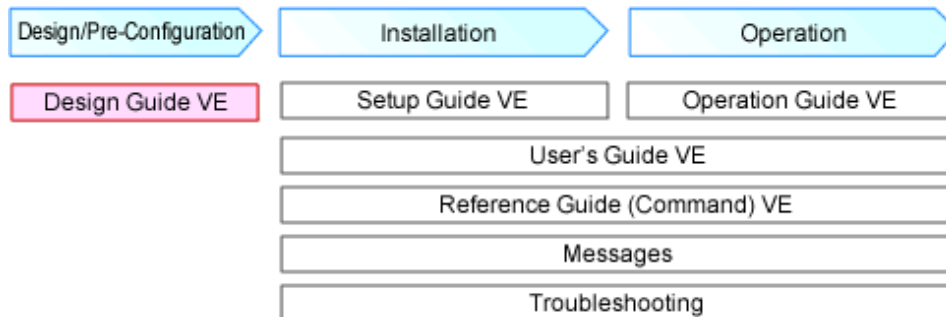 Design/Pre-Configuration Installation Operation
Design Guide VE Setup Guide VE Operation Guide VE
User's Guide VE
Reference Guide (Command) VE
Messages
Troubleshooting